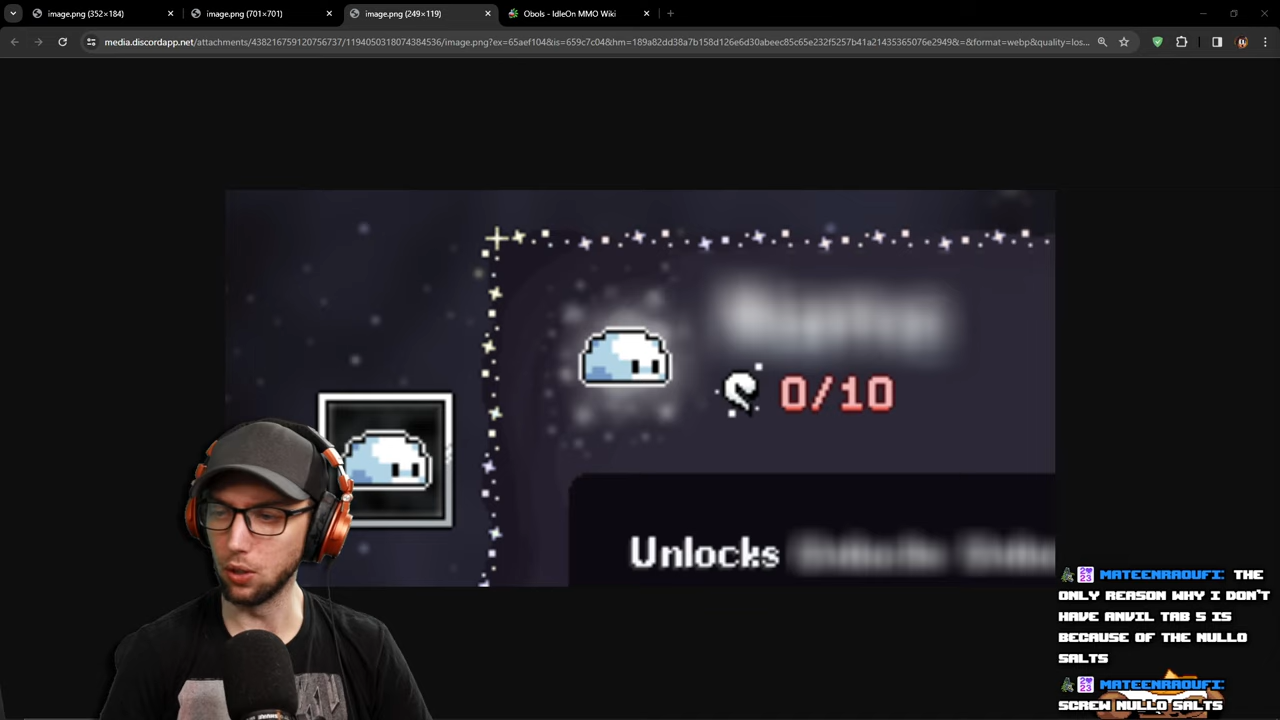 image.png (352×184)
image.png (701×701)
image.png (249×119)
Obols - IdleOn MMO Wiki
media.discordapp.net/attachments/438216759120756737/1194050318074384536/image.png?ex=65aef104&is=659c7c04&hm=189a82dd38a7b158d126e6d30abeec85c65e232f5257b41a21435365076e2949&=&format=webp&quality=los...
0/10
Unlocks
MATEENRAOUFI: THE
ONLY REASON WHY I DON'T
HAVE ANVIL TAB 5 IS
BECAUSE OF THE NULLO
SALTS
MATEENRAOUFI:
SCREW NULLO SALTS